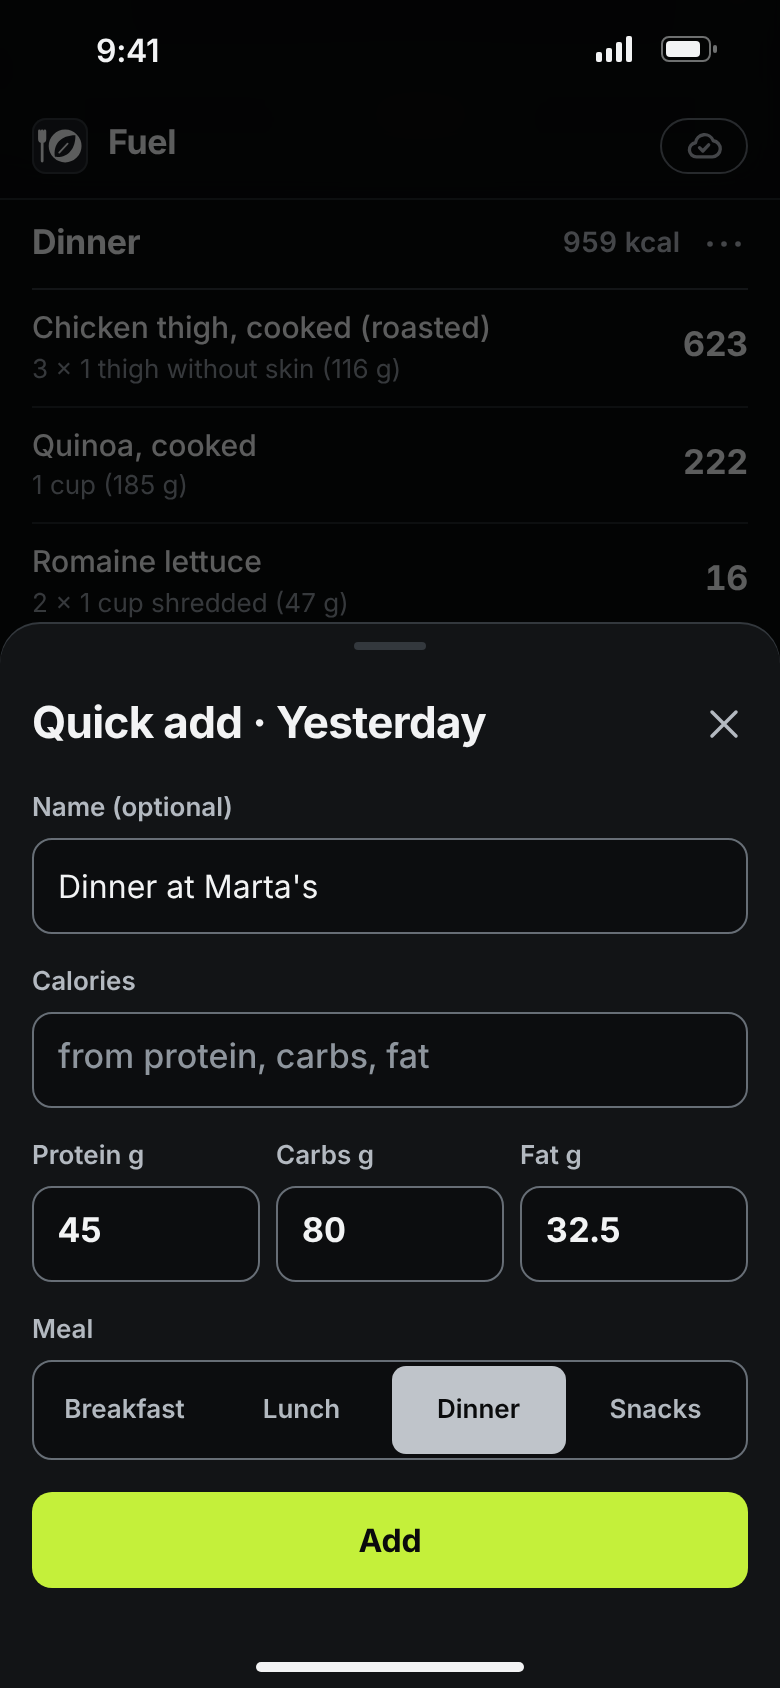 9:41
Fuel
Dinner 959 kcal ...
Chicken thigh, cooked (roasted) 623
3 × 1 thigh without skin (116 g)
Quinoa, cooked 222
1 cup (185 g)
Romaine lettuce 16
2 × 1 cup shredded (47 g)
Quick add · Yesterday
Name (optional)
Dinner at Marta's
Calories
from protein, carbs, fat
Protein g Carbs g Fat g
45 80 32.5
Meal
Breakfast Lunch Dinner Snacks
Add